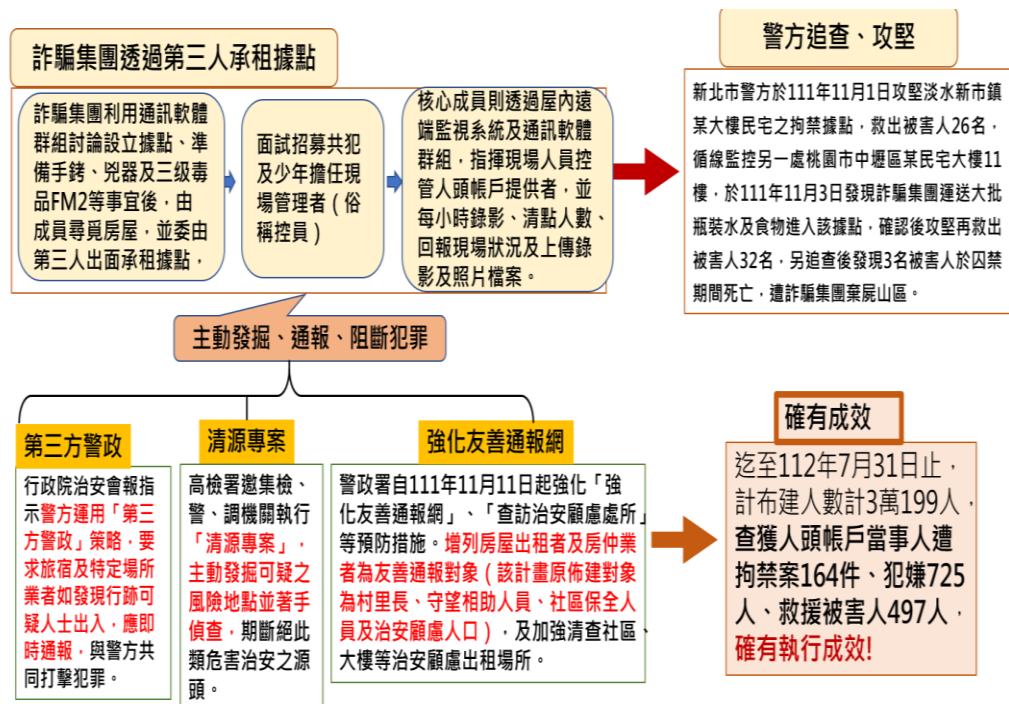 詐騙集團透過第三人承租據點
詐騙集團利用通訊軟體
群組討論設立據點、準
備手銬、兇器及三級毒
品FM2等事宜後，由
成員尋覓房屋，並委由
第三人出面承租據點，
面試招募共犯
及少年擔任現
場管理者（俗
稱控員）
核心成員則透過屋內遠
端監視系統及通訊軟體
群組，指揮現場人員控
管人頭帳戶提供者，並
每小時錄影、清點人數、
回報現場狀況及上傳錄
影及照片檔案。
警方追查、攻堅
新北市警方於111年11月1日攻堅淡水新市鎮
某大樓民宅之拘禁據點，救出被害人26名，
循線監控另一處桃園市中壢區某民宅大樓11
樓，於111年11月3日發現詐騙集團運送大批
瓶裝水及食物進入該據點，確認後攻堅再救出
被害人32名，另追查後發現3名被害人於囚禁
期間死亡，遭詐騙集團棄屍山區。
主動發掘、通報、阻斷犯罪
第三方警政
行政院治安會報指
示警方運用「第三
方警政」策略，要
求旅宿及特定場所
業者如發現行跡可
疑人士出入，應即
時通報，與警方共
同打擊犯罪。
清源專案
高檢署邀集檢、
警、調機關執行
「清源專案」，
主動發掘可疑之
風險地點並著手
偵查，期斷絕此
類危害治安之源
頭。
強化友善通報網
警政署自111年11月11日起強化「強
化友善通報網」、「查訪治安顧慮處所」
等預防措施。增列房屋出租者及房仲業
者為友善通報對象（該計畫原佈建對象
為村里長、守望相助人員、社區保全人
員及治安顧慮人口），及加強清查社區、
大樓等治安顧慮出租場所。
確有成效
迄至112年7月31日止，
計布建人數計3萬199人，
查獲人頭帳戶當事人遭
拘禁案164件、犯嫌725
人、救援被害人497人，
確有執行成效!